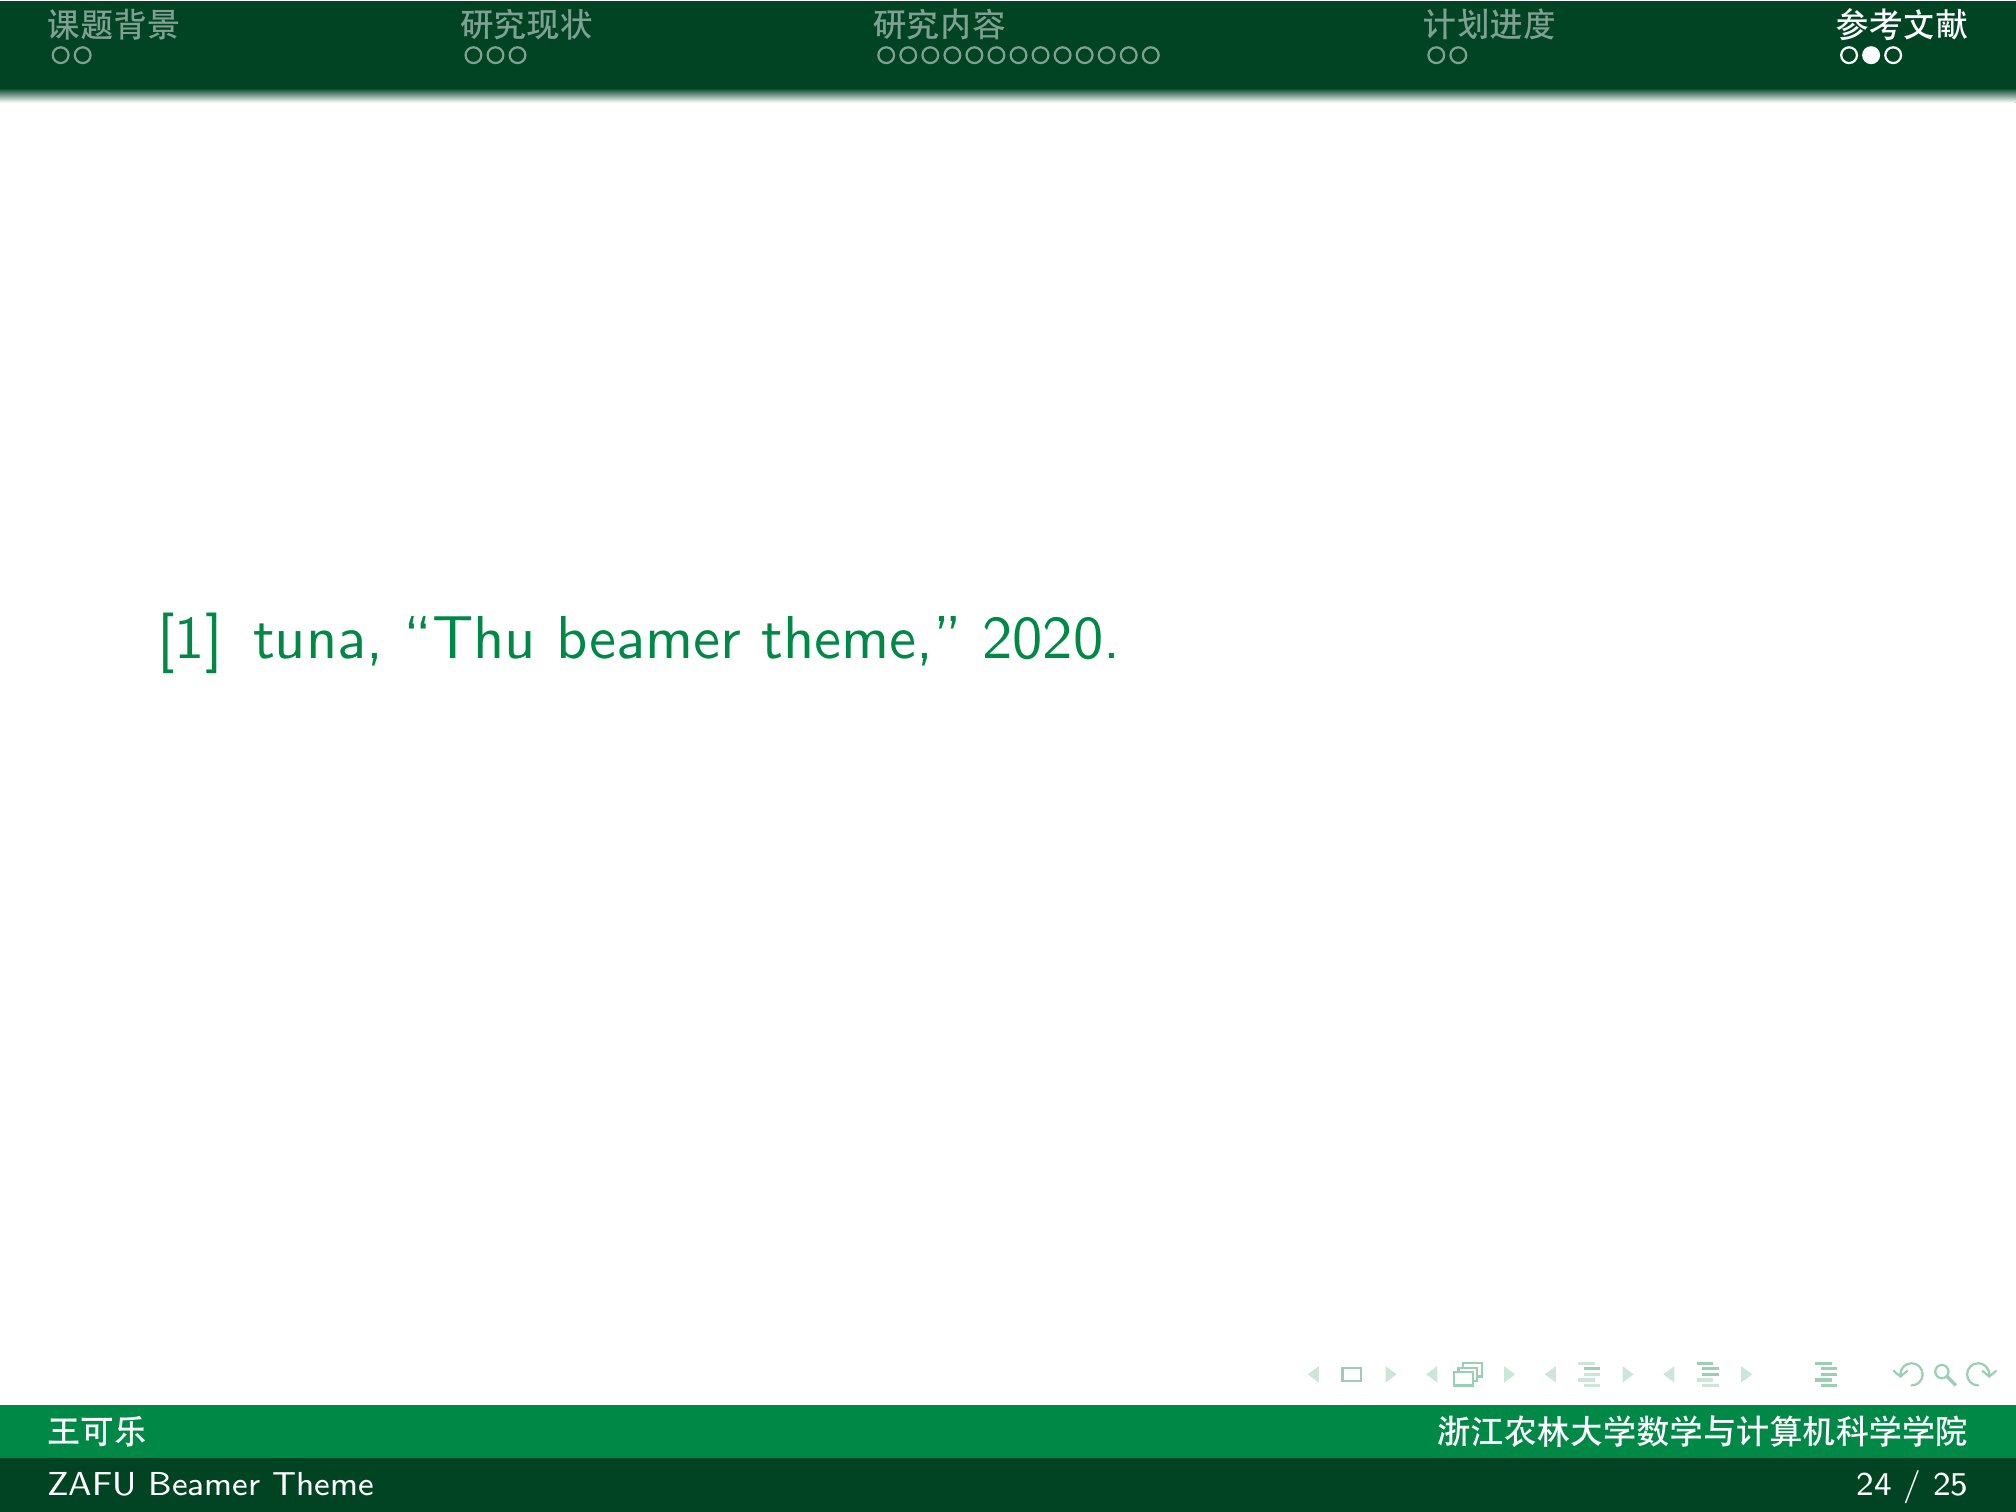 课题背景 研究现状 研究内容 计划进度 参考文献
[1] tuna, “Thu beamer theme,” 2020.
王可乐 浙江农林大学数学与计算机科学学院
ZAFU Beamer Theme 24 / 25